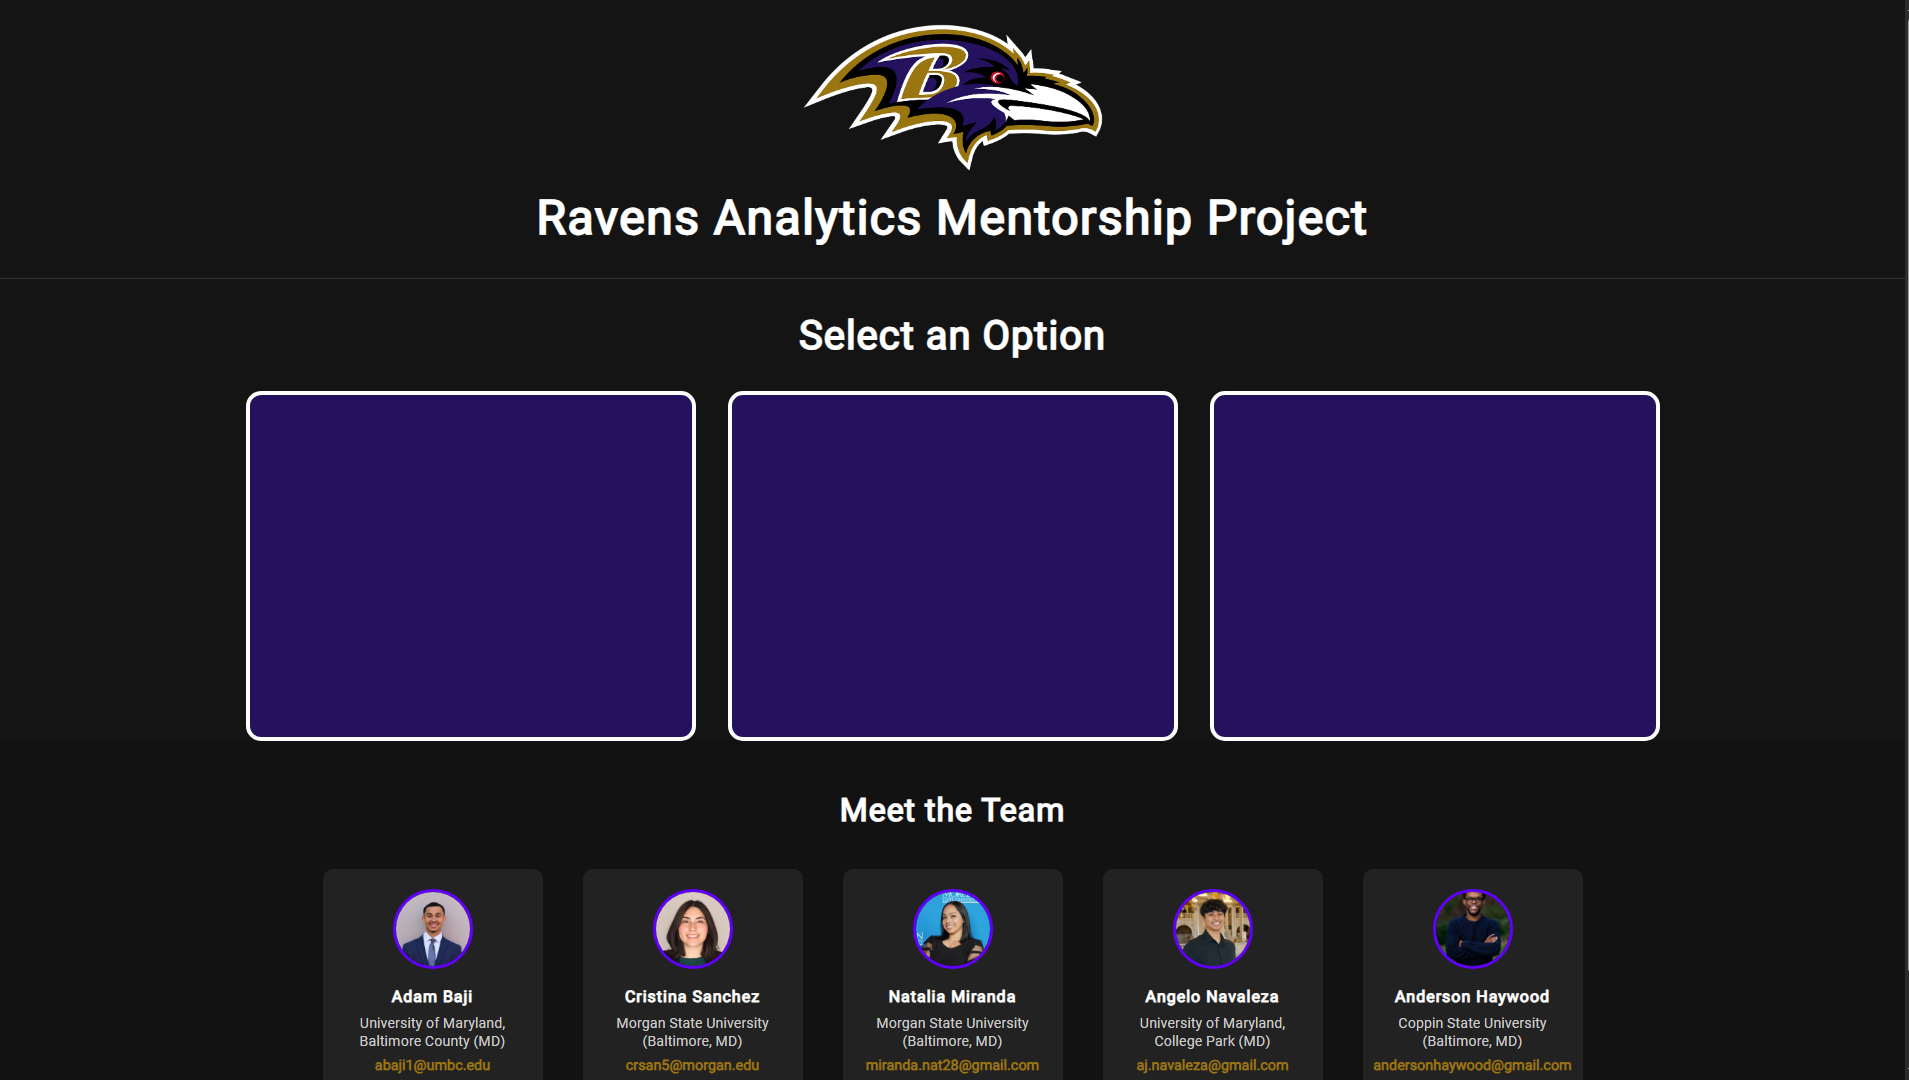 B
Ravens Analytics Mentorship Project
Select an Option
Meet the Team
Adam Baji
University of Maryland,
Baltimore County (MD)
abaji1@umbc.edu
Cristina Sanchez
Morgan State University
(Baltimore, MD)
crsan5@morgan.edu
Natalia Miranda
Morgan State University
(Baltimore, MD)
miranda.nat28@gmail.com
Angelo Navaleza
University of Maryland,
College Park (MD)
aj.navaleza@gmail.com
Anderson Haywood
Coppin State University
(Baltimore, MD)
andersonhaywood@gmail.com